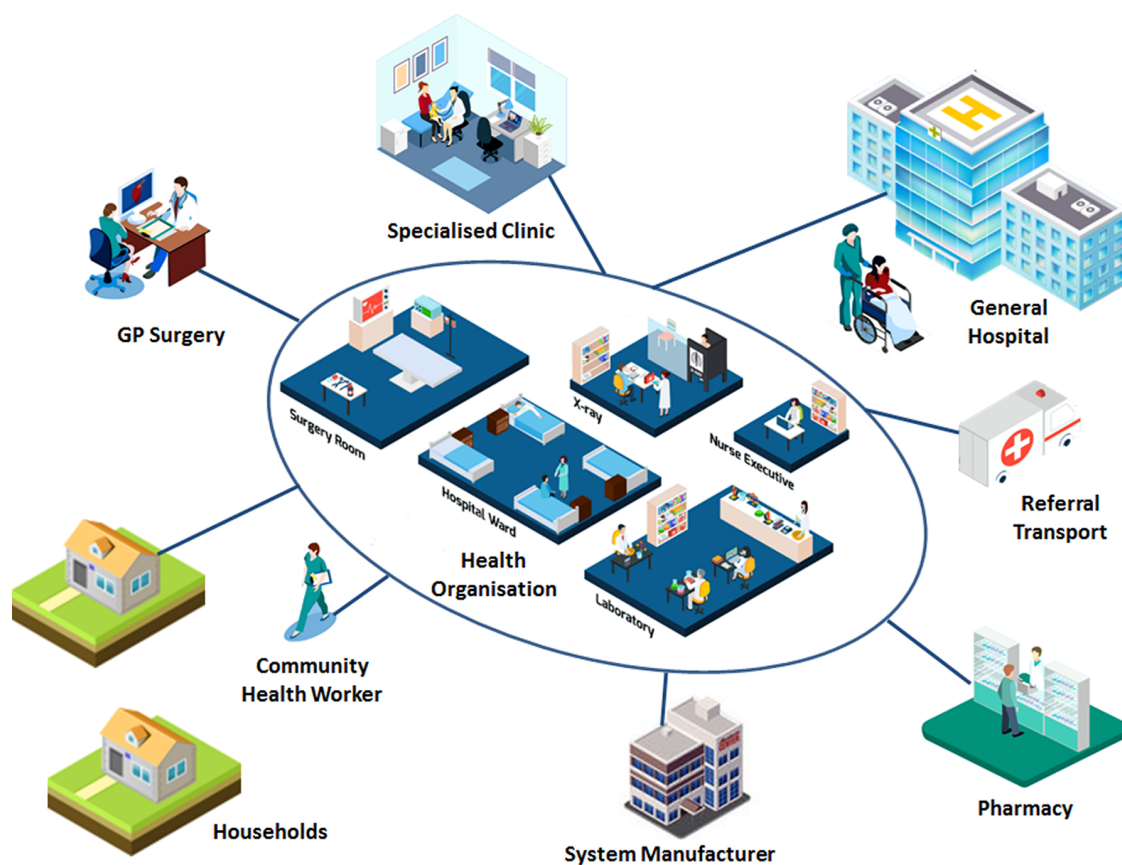 Specialised Clinic
GP Surgery
General
Hospital
Surgery Room
X-ray
Nurse Executive
Hospital Ward
Health
Organisation
Laboratory
Referral
Transport
Community
Health Worker
Households
System Manufacturer
Pharmacy
H